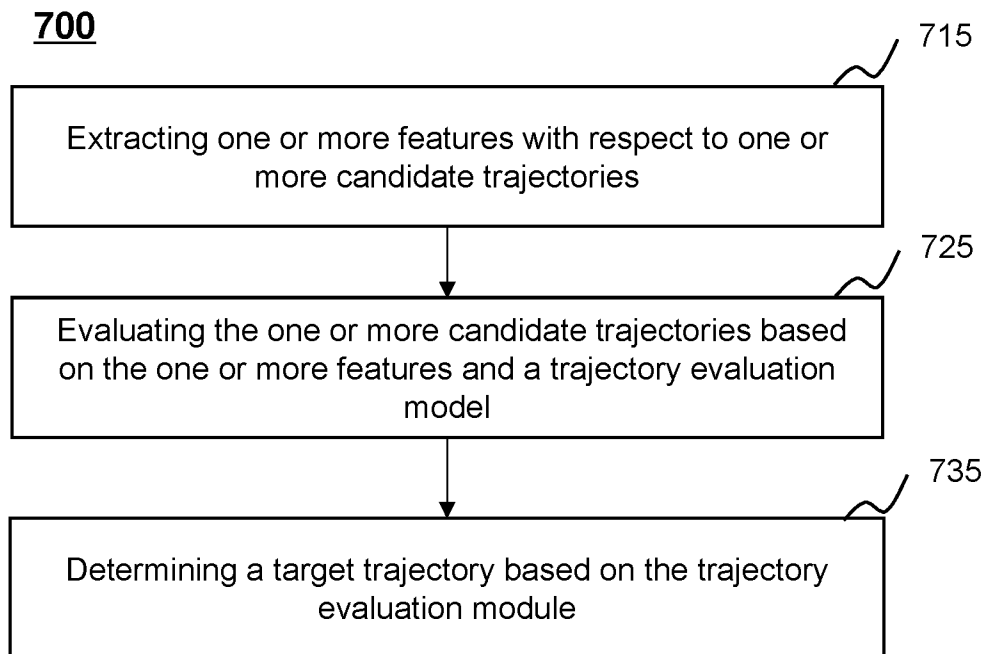 700
715
Extracting one or more features with respect to one or
more candidate trajectories
725
Evaluating the one or more candidate trajectories based
on the one or more features and a trajectory evaluation
model
735
Determining a target trajectory based on the trajectory
evaluation module